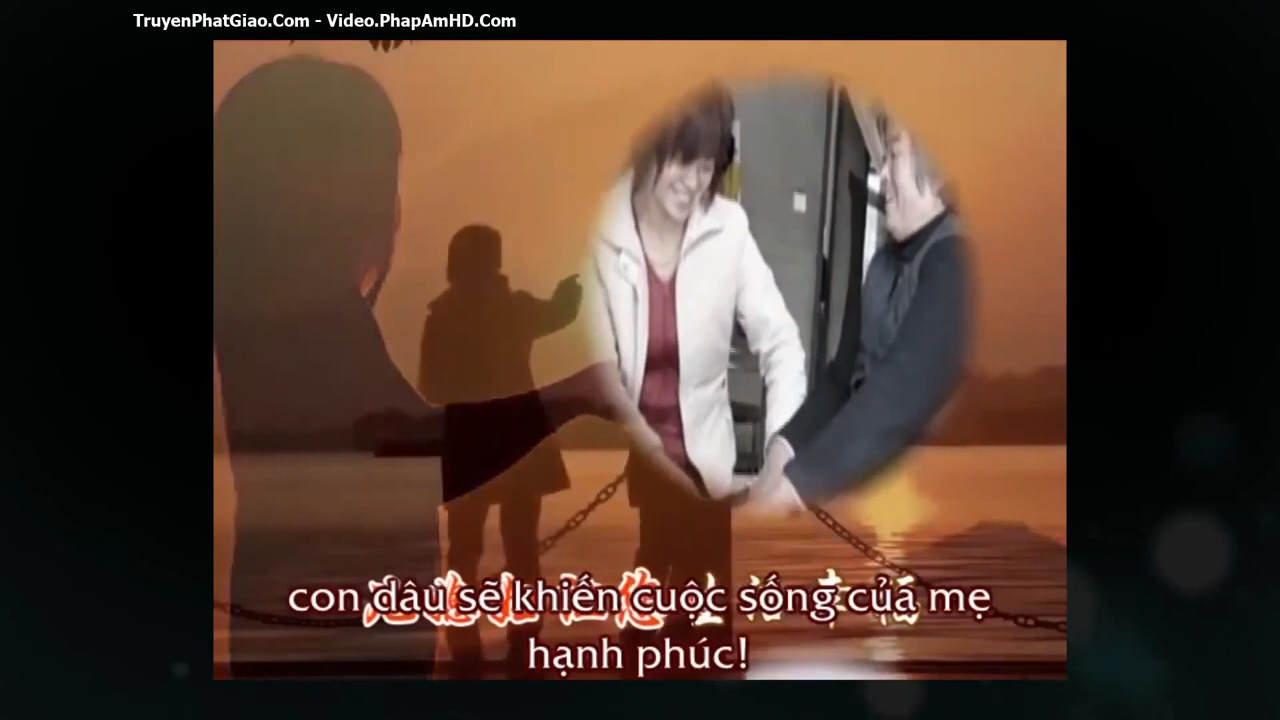 TruyenPhatGiao.Com - Video.PhapAmHD.Com
con dâu sẽ khiến cuộc sống của mẹ
hạnh phúc!